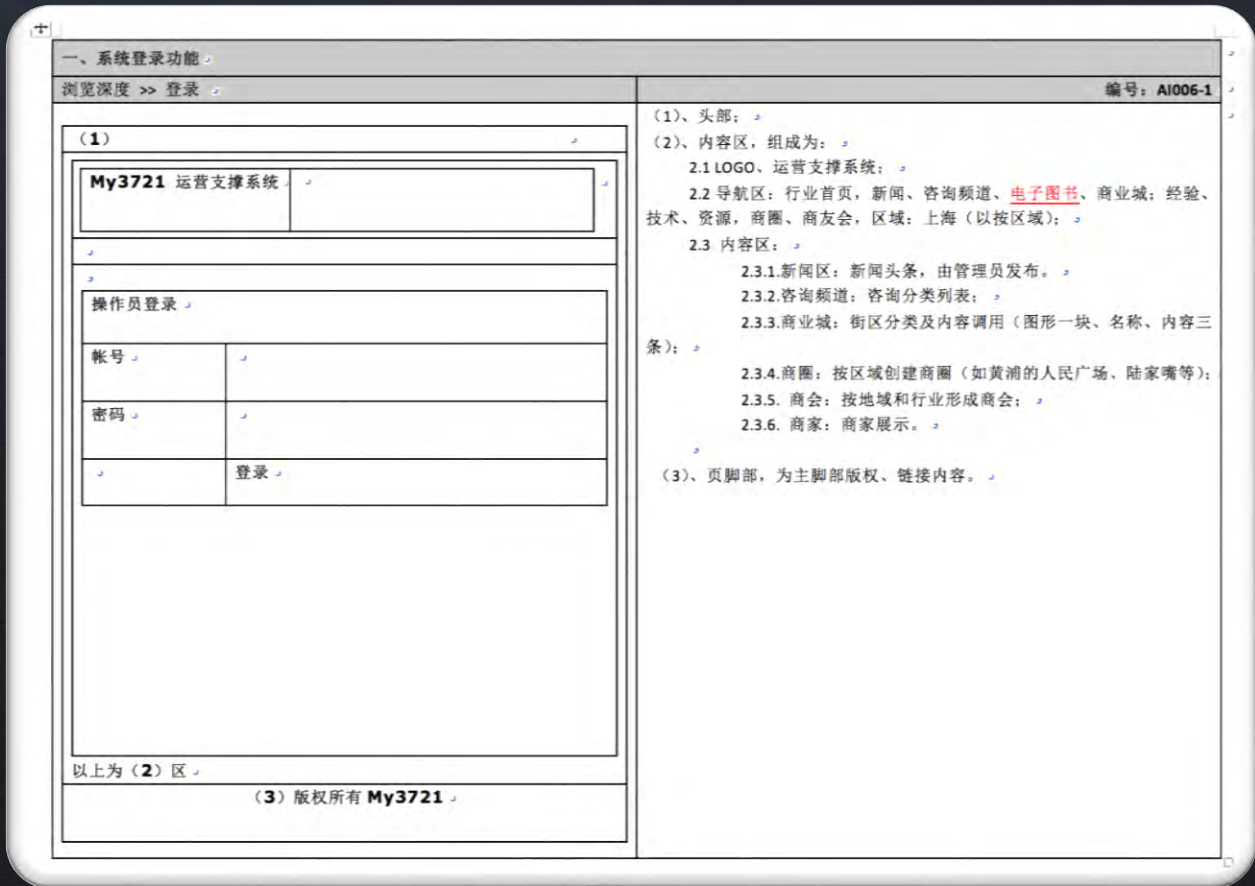 一、系统登录功能
浏览深度 >> 登录
编号：AI006-1
（1）
My3721 运营支撑系统
操作员登录
帐号
密码
登录
以上为（2）区
（3）版权所有 My3721
（1）、头部；
（2）、内容区，组成为：
2.1 LOGO、运营支撑系统；
2.2 导航区：行业首页，新闻、咨询频道、电子图书、商业城；经验、
技术、资源，商圈、商友会，区域：上海（以按区域）；
2.3 内容区：
2.3.1.新闻区：新闻头条，由管理员发布。
2.3.2.咨询频道：咨询分类列表；
2.3.3.商业城：街区分类及内容调用（图形一块、名称、内容三
条）；
2.3.4.商圈：按区域创建商圈（如黄浦的人民广场、陆家嘴等）；
2.3.5. 商会：按地域和行业形成商会；
2.3.6. 商家：商家展示。
（3）、页脚部，为主脚部版权、链接内容。